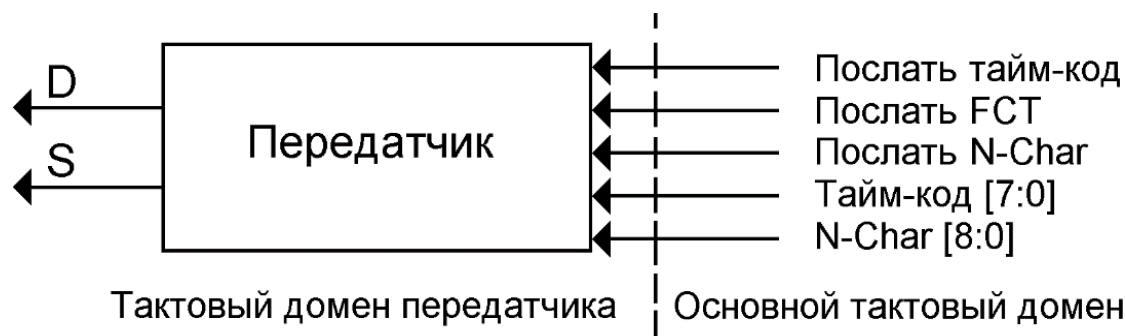 D
S
Передатчик
Послать тайм-код
Послать FCT
Послать N-Char
Тайм-код [7:0]
N-Char [8:0]
Тактовый домен передатчика
Основной тактовый домен